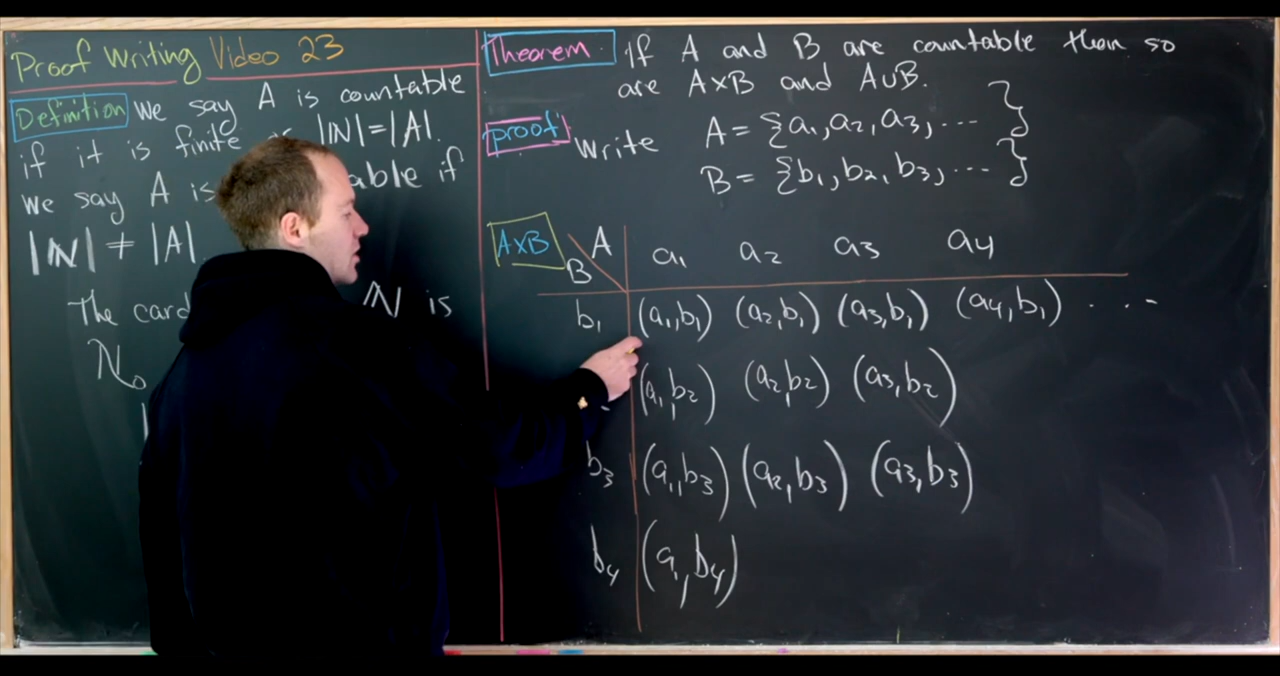 Proof Writing Video 23
Definition We say A is countable
if it is finite |ℕ|=|A|.
we say A is able if
|ℕ| ≠ |A|.
The card ℕ is
ℵ₀
Theorem If A and B are countable then so
are A×B and A∪B.
proof Write A = {a₁, a₂, a₃, ... }
B = {b₁, b₂, b₃, ... }
A×B B A a₁ a₂ a₃ a₄
b₁ (a₁,b₁) (a₂,b₁) (a₃,b₁) (a₄,b₁) ...
(a₁,b₂) (a₂,b₂) (a₃,b₂)
b₃ (a₁,b₃) (a₂,b₃) (a₃,b₃)
b₄ (a₁,b₄)